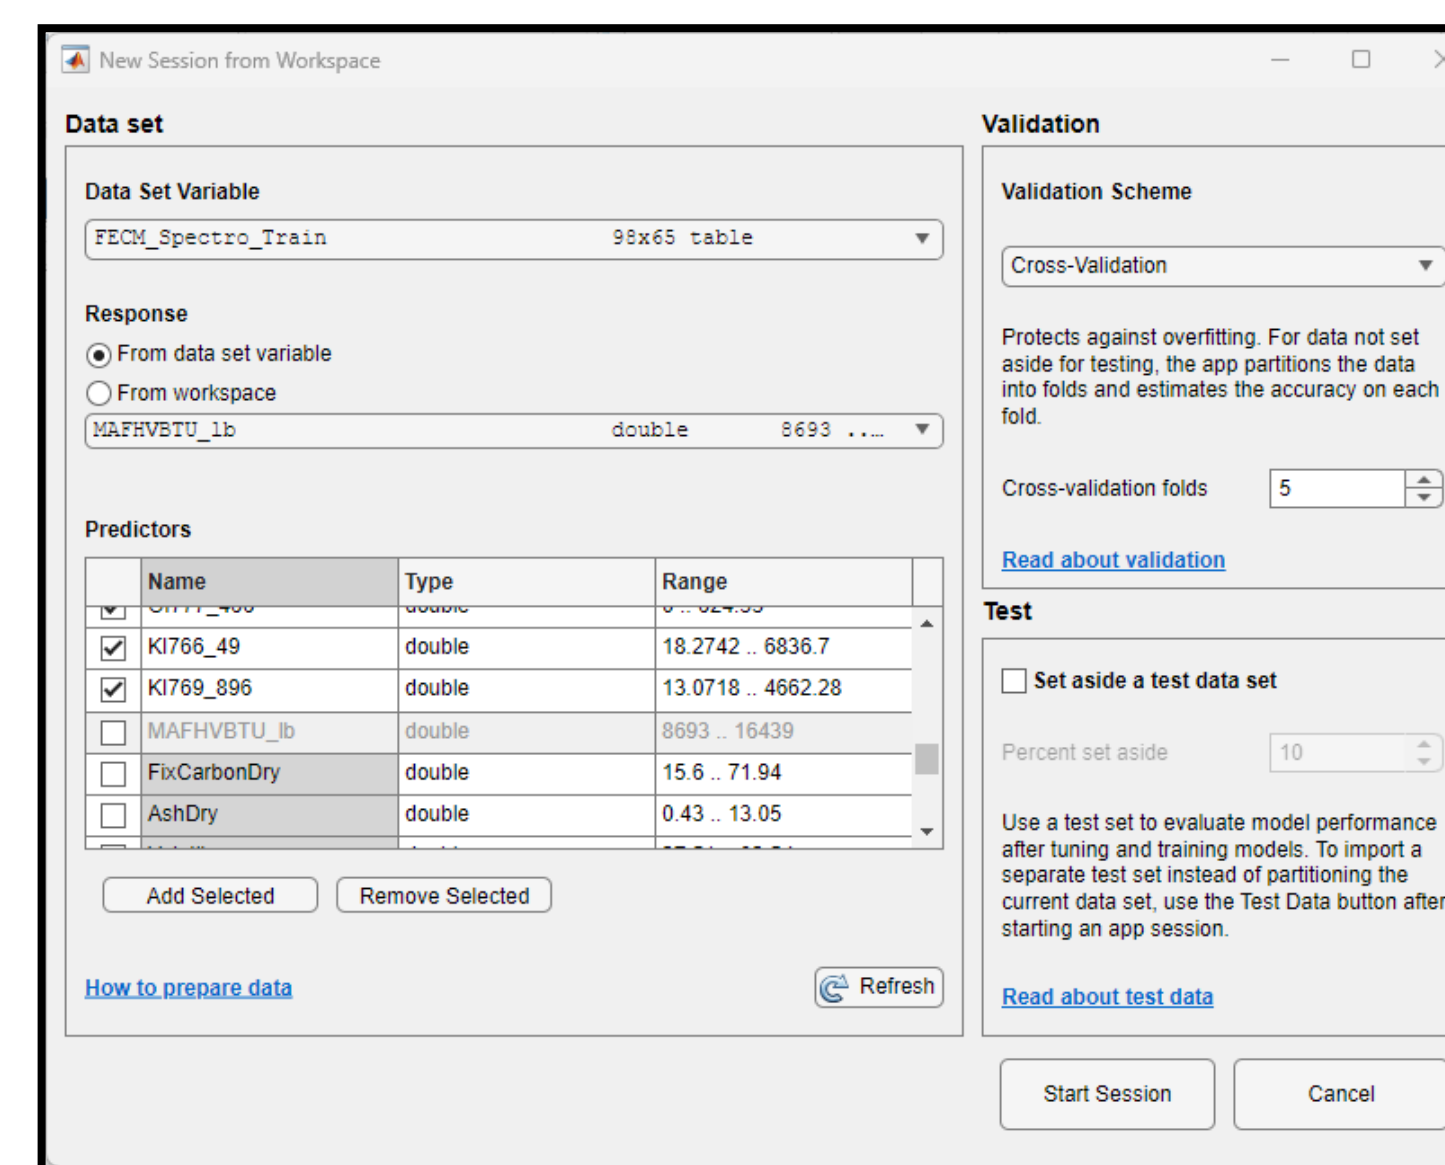 New Session from Workspace
Data set
Data Set Variable
FECM_Spectro_Train 98x65 table
Response
From data set variable
From workspace
MAFHVBTU_lb double 8693 ..…
Predictors
Name Type Range
double
KI766_49 double 18.2742 .. 6836.7
KI769_896 double 13.0718 .. 4662.28
MAFHVBTU_lb double 8693 .. 16439
FixCarbonDry double 15.6 .. 71.94
AshDry double 0.43 .. 13.05
Add Selected Remove Selected
How to prepare data Refresh
Validation
Validation Scheme
Cross-Validation
Protects against overfitting. For data not set
aside for testing, the app partitions the data
into folds and estimates the accuracy on each
fold.
Cross-validation folds 5
Read about validation
Test
Set aside a test data set
Percent set aside 10
Use a test set to evaluate model performance
after tuning and training models. To import a
separate test set instead of partitioning the
current data set, use the Test Data button after
starting an app session.
Read about test data
Start Session Cancel